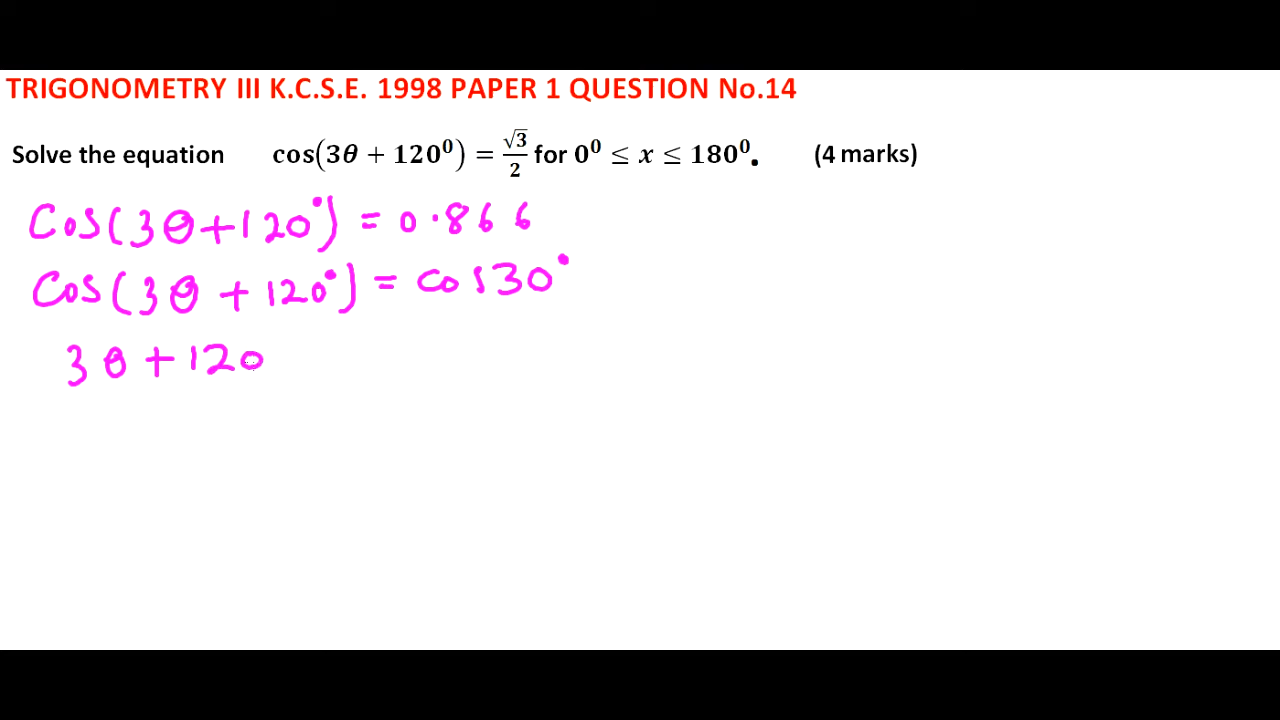 TRIGONOMETRY III K.C.S.E. 1998 PAPER 1 QUESTION No.14
Solve the equation cos(3θ + 120⁰) = √3/2 for 0⁰ ≤ x ≤ 180⁰. (4 marks)
Cos(3θ+120°) = 0.866
Cos(3θ + 120°) = cos30°
3θ + 120